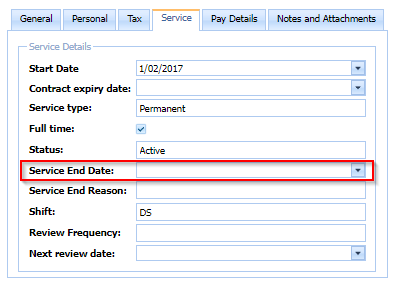 General Personal Tax Service Pay Details Notes and Attachments
Service Details
Start Date 1/02/2017
Contract expiry date:
Service type: Permanent
Full time:
Status: Active
Service End Date:
Service End Reason:
Shift: DS
Review Frequency:
Next review date: